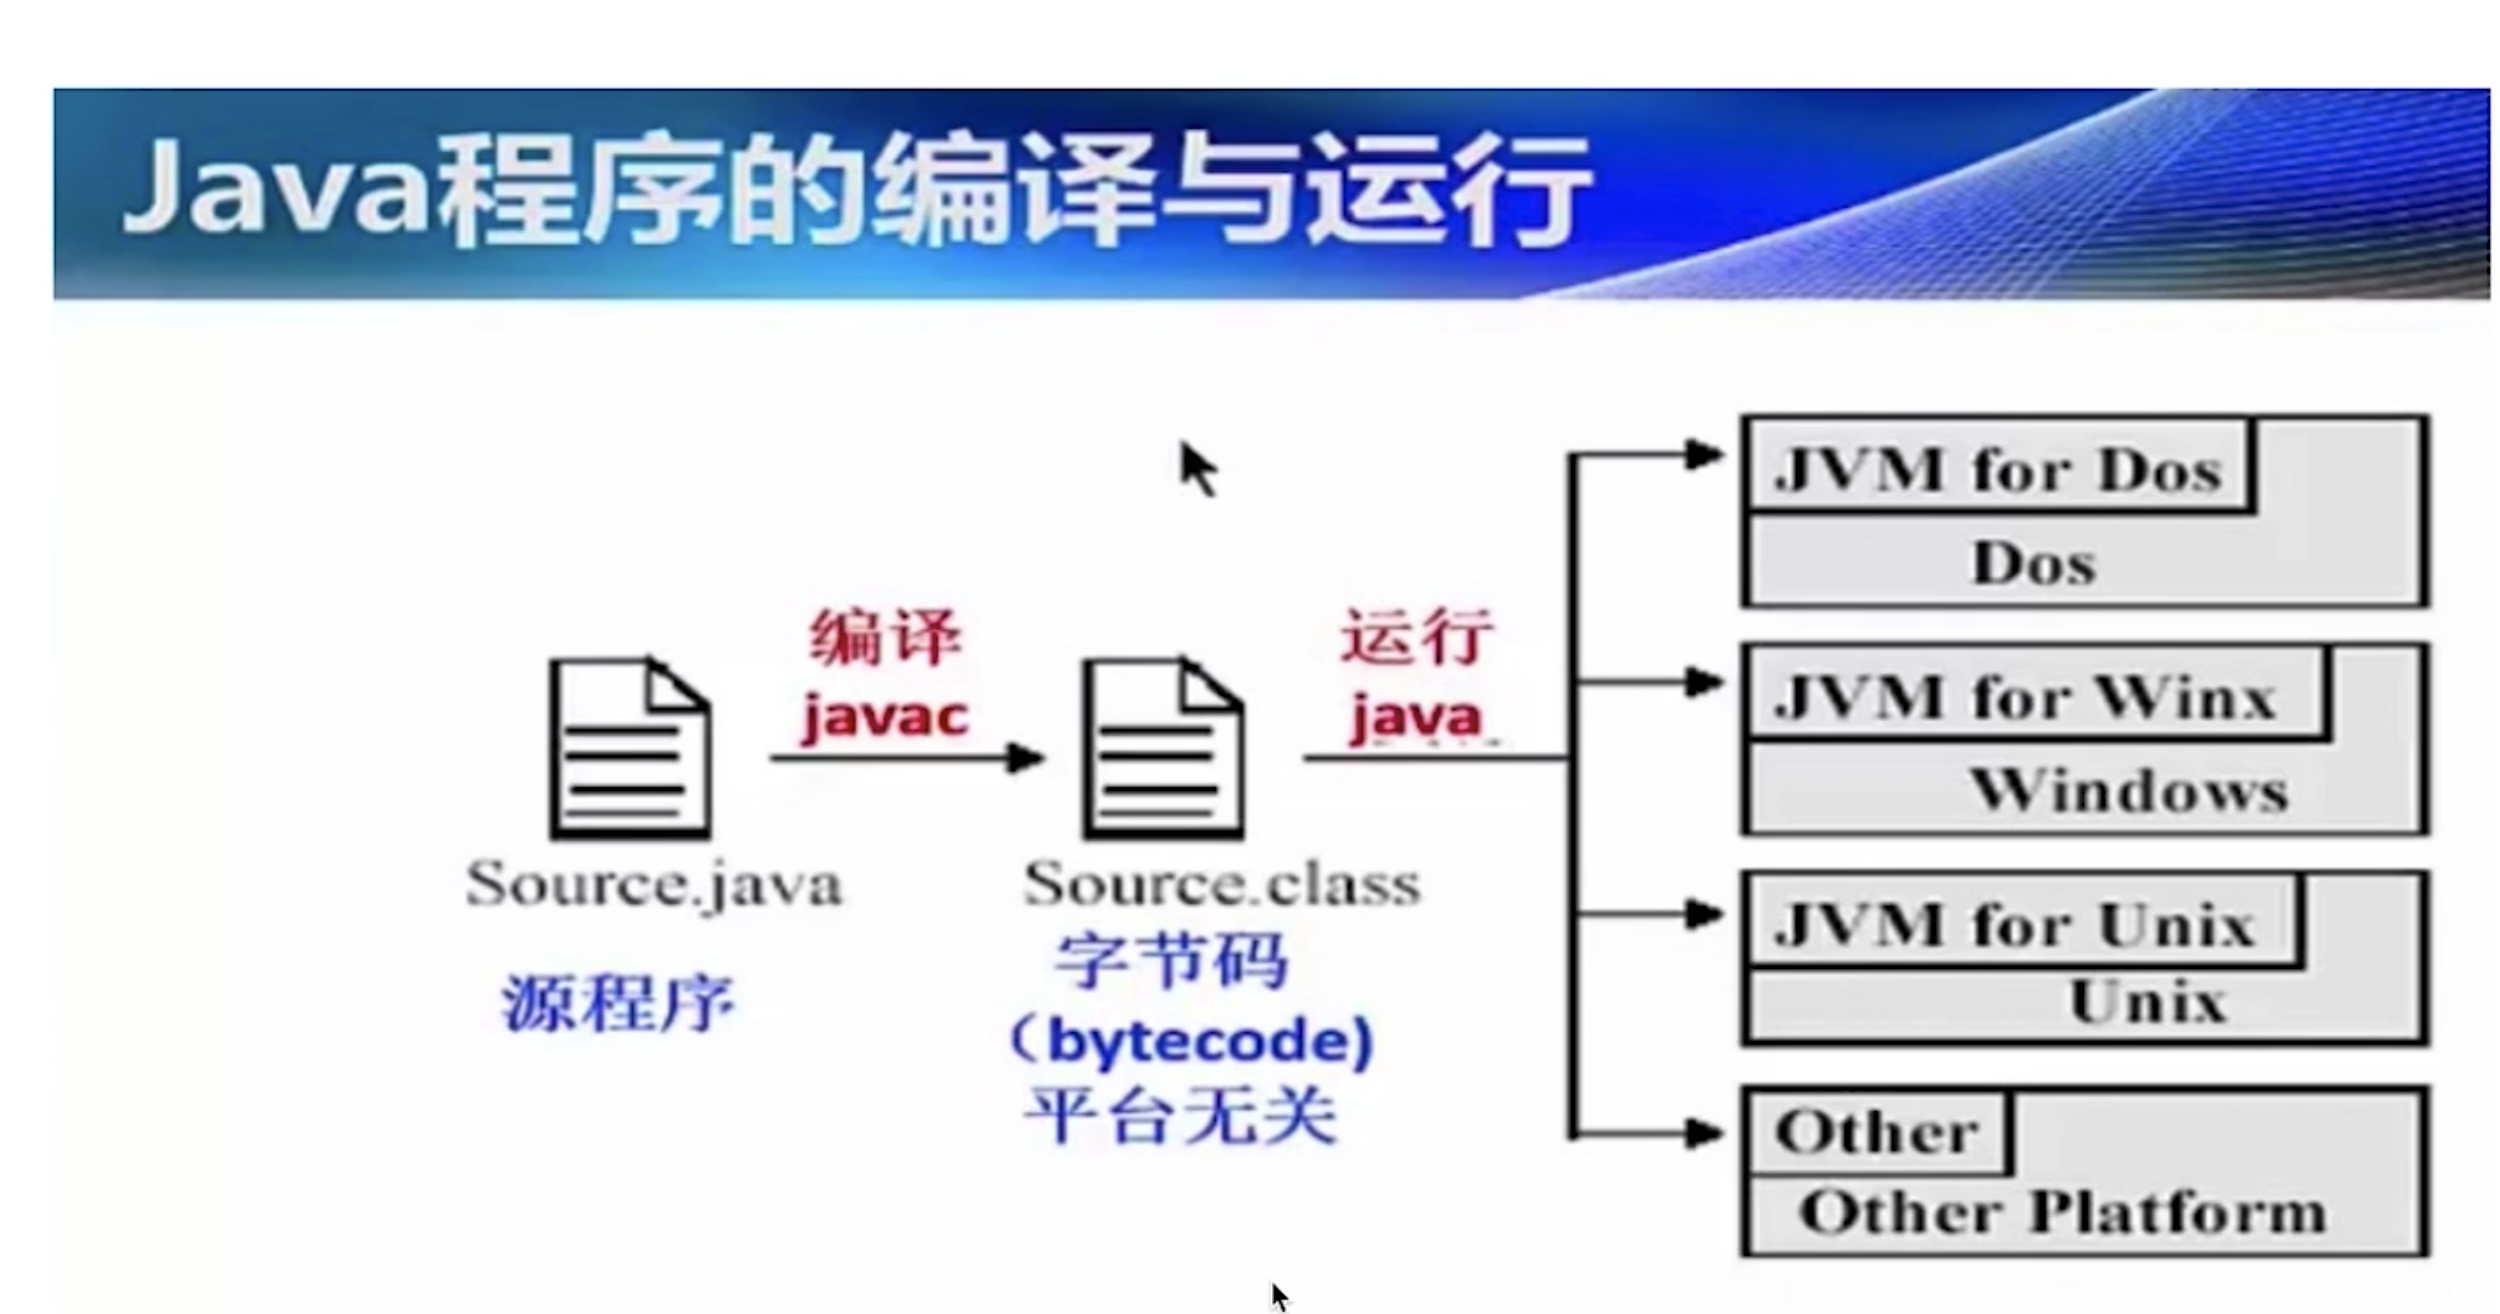 Java程序的编译与运行
编译
javac
Source.java
源程序
Source.class
字节码
（bytecode)
平台无关
运行
java
JVM for Dos
Dos
JVM for Winx
Windows
JVM for Unix
Unix
Other
Other Platform